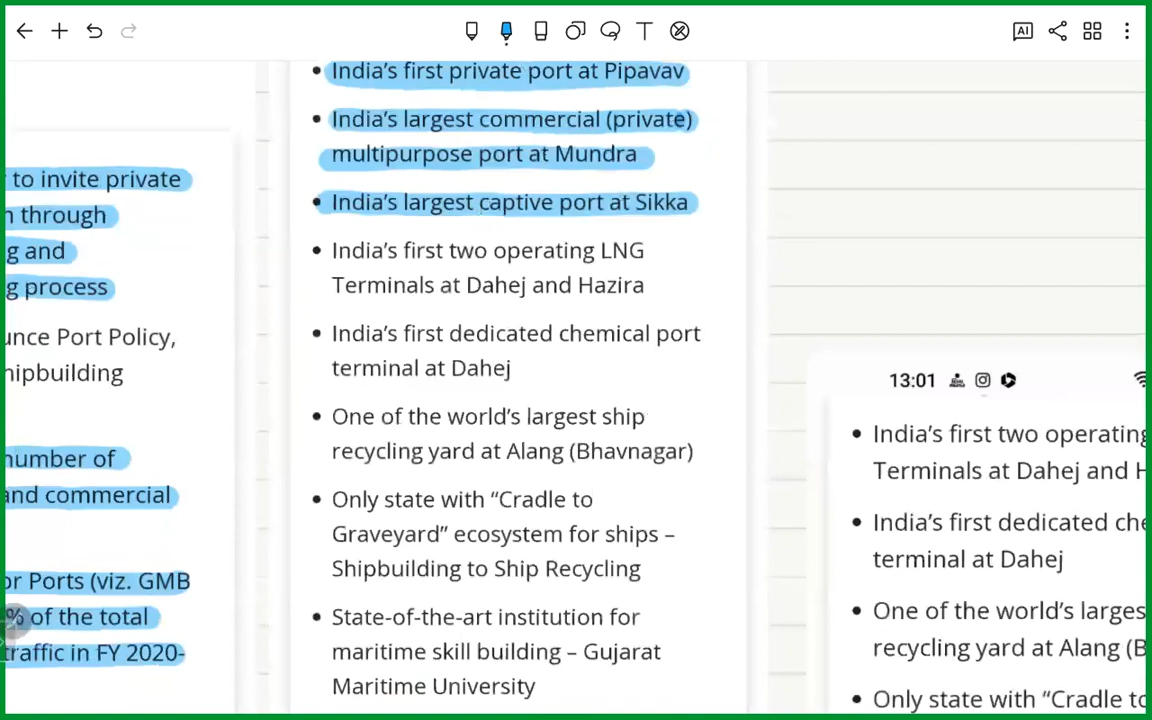 AI
to invite private
n through
g and
g process
unce Port Policy,
hipbuilding
number of
and commercial
or Ports (viz. GMB
% of the total
traffic in FY 2020-
• India’s first private port at Pipavav
• India’s largest commercial (private)
multipurpose port at Mundra
• India’s largest captive port at Sikka
• India’s first two operating LNG
Terminals at Dahej and Hazira
• India’s first dedicated chemical port
terminal at Dahej
• One of the world’s largest ship
recycling yard at Alang (Bhavnagar)
• Only state with “Cradle to
Graveyard” ecosystem for ships –
Shipbuilding to Ship Recycling
• State-of-the-art institution for
maritime skill building – Gujarat
Maritime University
13:01
• India’s first two operating
Terminals at Dahej and H
• India’s first dedicated che
terminal at Dahej
• One of the world’s larges
recycling yard at Alang (B
• Only state with “Cradle to